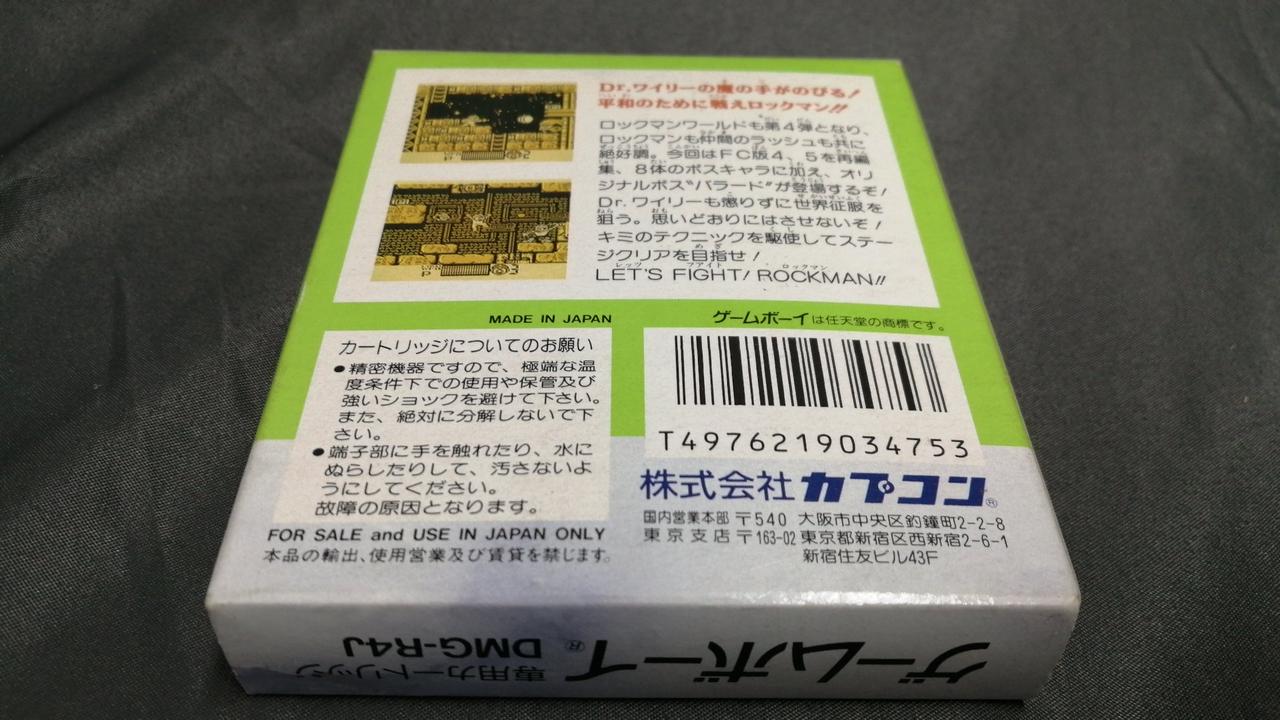 Dr.ワイリーの魔の手がのびる!
平和のために戦えロックマン!!
ロックマンワールドも第4弾となり、
ロックマンも仲間のラッシュも共に
絶好調。今回はFC版4、5を再編
集、8体のボスキャラに加え、オリ
ジナルボス"バラード"が登場するぞ!
Dr.ワイリーも懲りずに世界征服を
狙う。思いどおりにはさせないぞ!
キミのテクニックを駆使してステー
ジクリアを目指せ!
レッツ ファイト ロックマン
LET'S FIGHT! ROCKMAN!!
MADE IN JAPAN
ゲームボーイは任天堂の商標です。
カートリッジについてのお願い
●精密機器ですので、極端な温
度条件下での使用や保管及び
強いショックを避けて下さい。
また、絶対に分解しないで下
さい。
●端子部に手を触れたり、水に
ぬらしたりして、汚さないよ
うにしてください。
故障の原因となります。
FOR SALE and USE IN JAPAN ONLY
本品の輸出、使用営業及び賃貸を禁じます。
T4976219034753
株式会社カプコン®
国内営業本部 〒540 大阪市中央区釣鐘町2-2-8
東京支店 〒163-02 東京都新宿区西新宿2-6-1
新宿住友ビル43F
ゲームボーイ®
DMG-R4J
専用カートリッジ